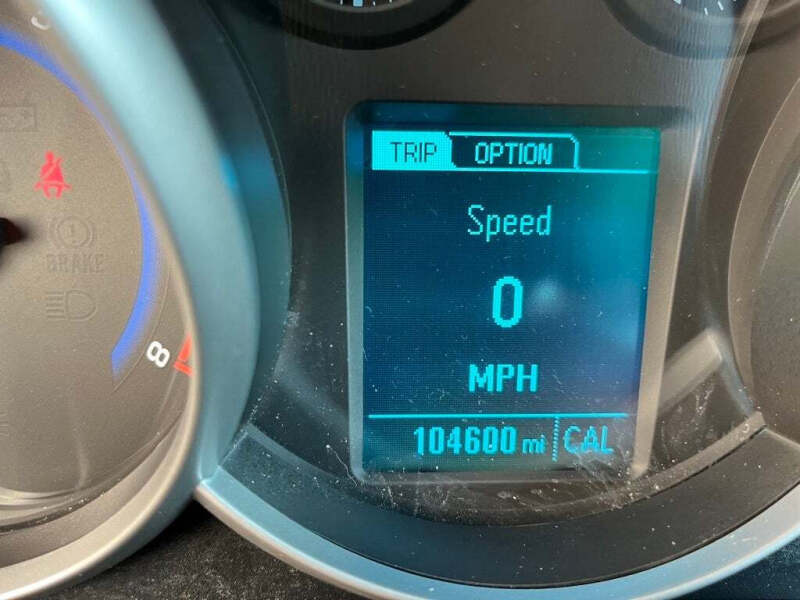 TRIP OPTION
Speed
0
MPH
104600 mi CAL
BRAKE
8